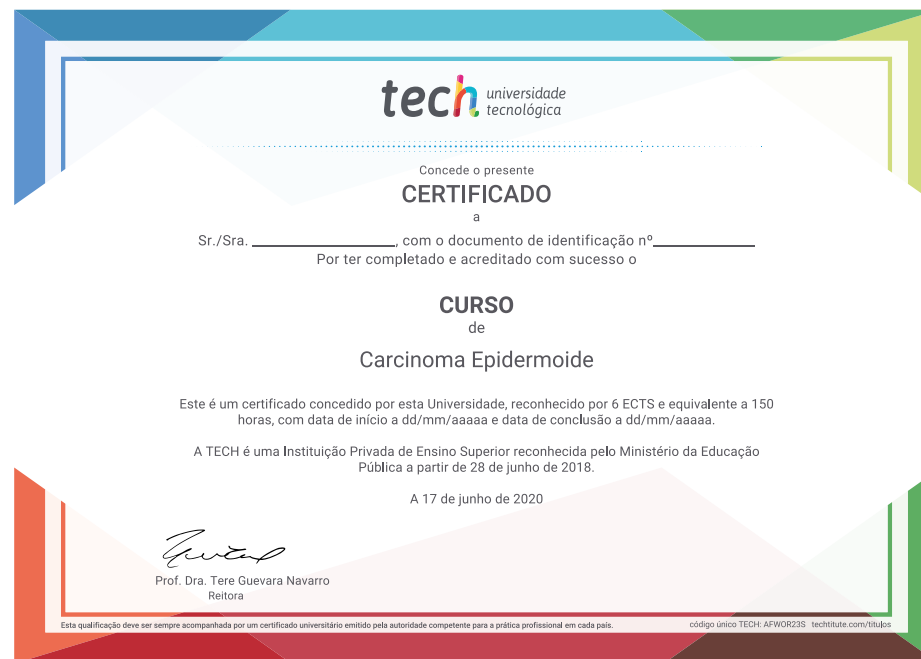 tech universidade
tecnológica
Concede o presente
CERTIFICADO
a
Sr./Sra. ________________, com o documento de identificação nº____________
Por ter completado e acreditado com sucesso o
CURSO
de
Carcinoma Epidermoide
Este é um certificado concedido por esta Universidade, reconhecido por 6 ECTS e equivalente a 150
horas, com data de início a dd/mm/aaaaa e data de conclusão a dd/mm/aaaaa.
A TECH é uma Instituição Privada de Ensino Superior reconhecida pelo Ministério da Educação
Pública a partir de 28 de junho de 2018.
A 17 de junho de 2020
Prof. Dra. Tere Guevara Navarro
Reitora
Esta qualificação deve ser sempre acompanhada por um certificado universitário emitido pela autoridade competente para a prática profissional em cada país.
código único TECH: AFWOR23S techtitute.com/titulos